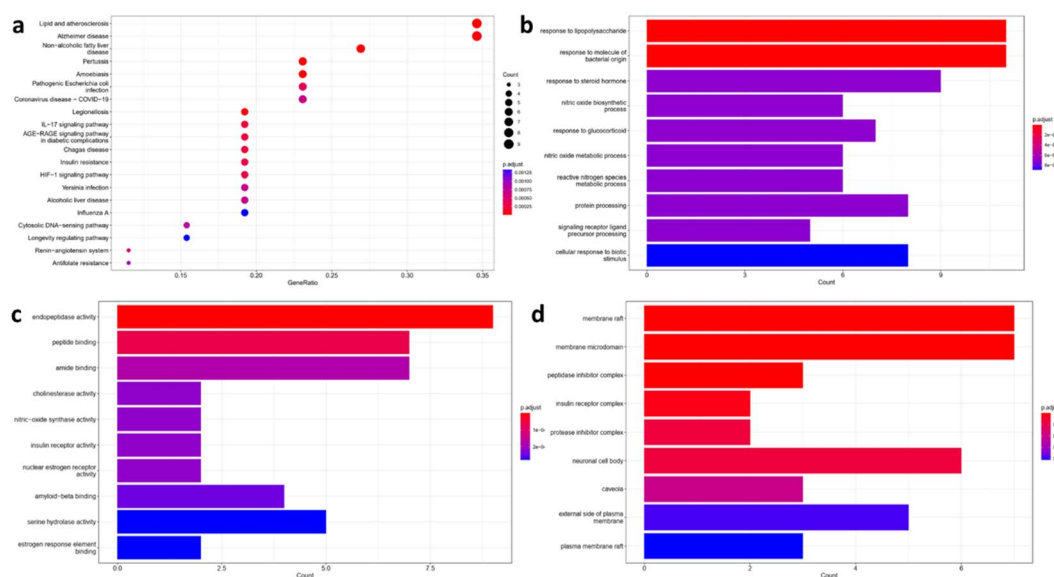 a
Lipid and atherosclerosis
Alzheimer disease
Non-alcoholic fatty liver
disease
Pertussis
Amoebiasis
Pathogenic Escherichia coli
infection
Coronavirus disease - COVID-19
Legionellosis
IL-17 signaling pathway
AGE-RAGE signaling pathway
in diabetic complications
Chagas disease
Insulin resistance
HIF-1 signaling pathway
Yersinia infection
Alcoholic liver disease
Influenza A
Cytosolic DNA-sensing pathway
Longevity regulating pathway
Renin-angiotensin system
Antifolate resistance
0.15 0.20 0.25 0.30 0.35
GeneRatio
Count
3
4
5
6
7
8
9
p.adjust
0.00125
0.00100
0.00075
0.00050
0.00025
b
response to lipopolysaccharide
response to molecule of
bacterial origin
response to steroid hormone
nitric oxide biosynthetic
process
response to glucocorticoid
nitric oxide metabolic process
reactive nitrogen species
metabolic process
protein processing
signaling receptor ligand
precursor processing
cellular response to biotic
stimulus
0 3 6 9
Count
p.adjust
c
endopeptidase activity
peptide binding
amide binding
cholinesterase activity
nitric-oxide synthase activity
insulin receptor activity
nuclear estrogen receptor
activity
amyloid-beta binding
serine hydrolase activity
estrogen response element
binding
0.0 2.5 5.0 7.5
Count
p.adjust
d
membrane raft
membrane microdomain
peptidase inhibitor complex
insulin receptor complex
protease inhibitor complex
neuronal cell body
caveola
external side of plasma
membrane
plasma membrane raft
0 2 4 6
Count
p.adjust